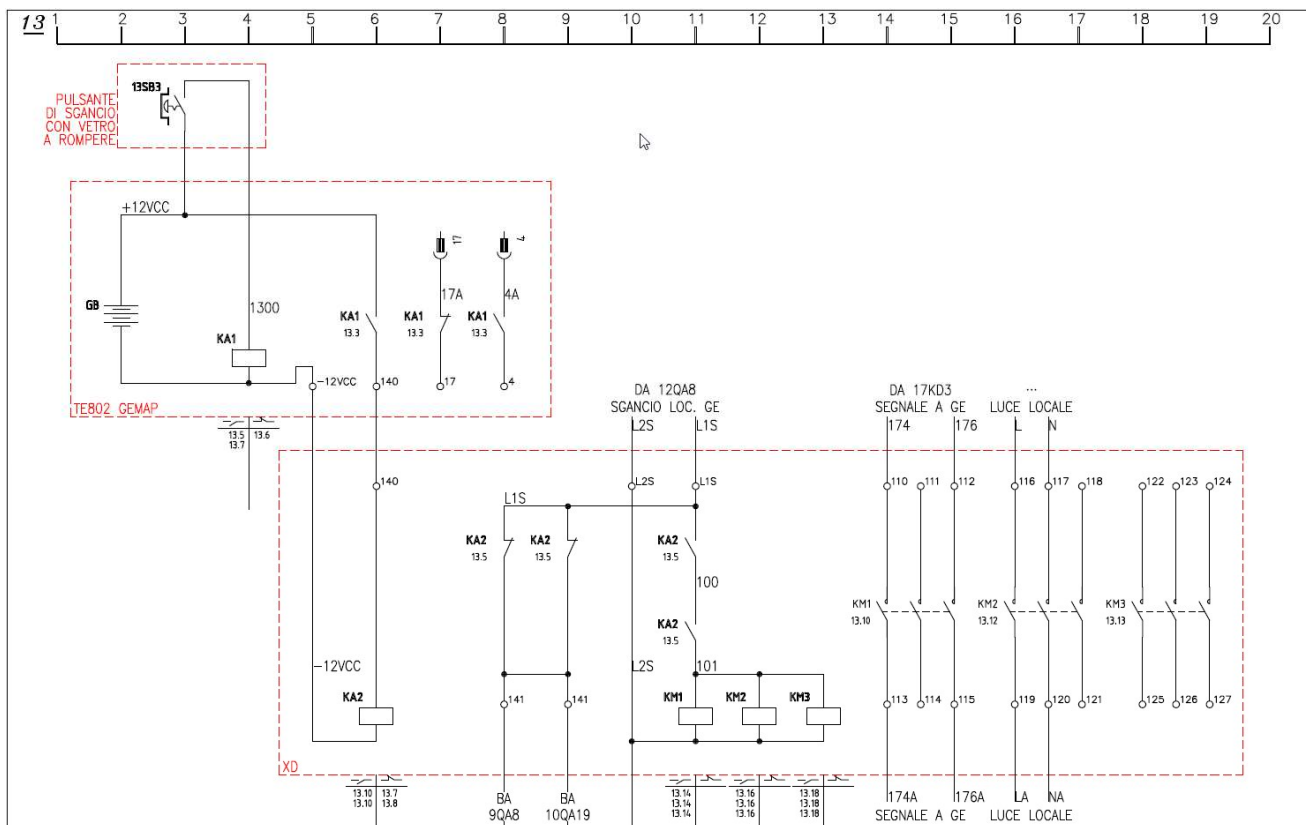 13
1 2 3 4 5 6 7 8 9 10 11 12 13 14 15 16 17 18 19 20
13SB3
PULSANTE
DI SGANCIO
CON VETRO
A ROMPERE
+12VCC
17
4
GB
1300
17A
4A
KA1
13.3
KA1
13.3
KA1
13.3
KA1
-12VCC
140
17
4
TE802 GEMAP
13.5 13.6
13.7
DA 12QA8
SGANCIO LOC. GE
L2S
L1S
DA 17KD3
SEGNALE A GE
174
176
...
LUCE LOCALE
L
N
140
L2S
L1S
110
111
112
116
117
118
122
123
124
L1S
KA2
13.5
KA2
13.5
KA2
13.5
100
KA2
13.5
KM1
13.10
KM2
13.12
KM3
13.13
-12VCC
L2S
101
KA2
141
141
KM1
KM2
KM3
113
114
115
119
120
121
125
126
127
XD
13.10 13.7
13.10 13.8
BA
9QA8
BA
10QA19
13.14
13.14
13.14
13.16
13.16
13.16
13.18
13.18
13.18
174A
176A
SEGNALE A GE
LA
NA
LUCE LOCALE